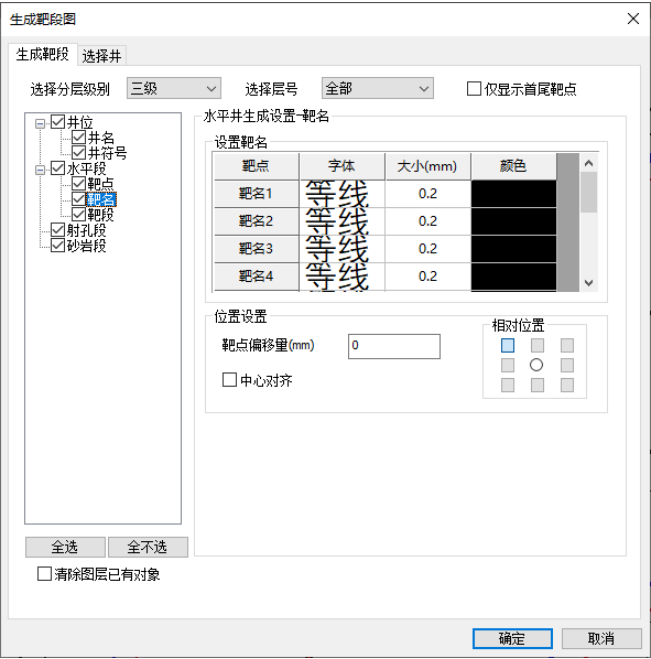 生成靶段图
生成靶段 选择井
选择分层级别 三级 选择层号 全部 仅显示首尾靶点
井位
井名
井符号
水平段
靶点
靶名
靶段
射孔段
砂岩段
水平井生成设置-靶名
设置靶名
靶点 字体 大小(mm) 颜色
靶名1 等线 0.2
靶名2 等线 0.2
靶名3 等线 0.2
靶名4 等线 0.2
位置设置
靶点偏移量(mm) 0
中心对齐
相对位置
全选 全不选
清除图层已有对象
确定 取消